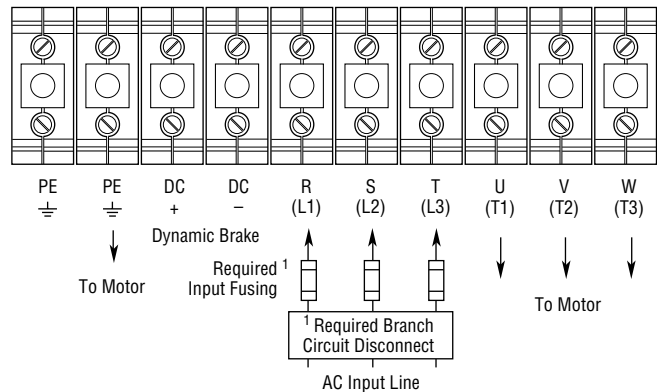 PE PE DC DC R S T U V W
+ – (L1) (L2) (L3) (T1) (T2) (T3)
Dynamic Brake
To Motor
Required 1
Input Fusing
To Motor
1 Required Branch
Circuit Disconnect
AC Input Line